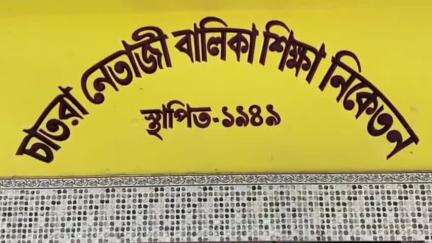 চাতরা নেতাজী বালিকা শিক্ষা নিকেতন
স্থাপিত-১৯৪৯